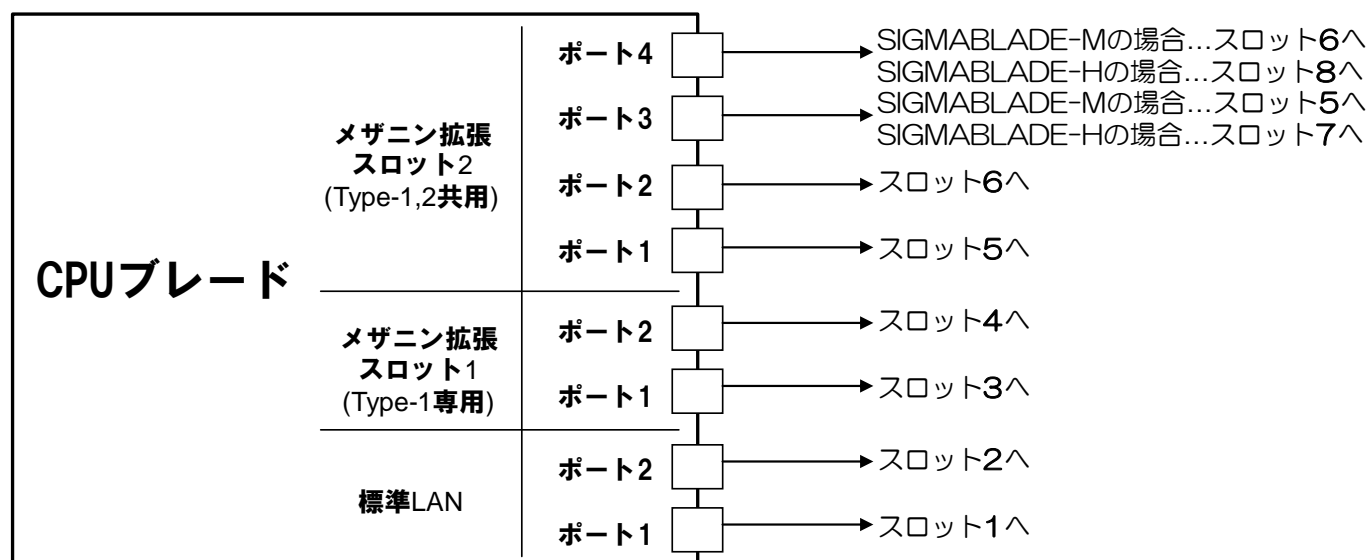 ポート4
SIGMABLADE-Mの場合...スロット6へ
SIGMABLADE-Hの場合...スロット8へ
ポート3
SIGMABLADE-Mの場合...スロット5へ
SIGMABLADE-Hの場合...スロット7へ
メザニン拡張
スロット2
(Type-1,2共用)
ポート2
スロット6へ
ポート1
スロット5へ
CPUブレード
メザニン拡張
スロット1
(Type-1専用)
ポート2
スロット4へ
ポート1
スロット3へ
標準LAN
ポート2
スロット2へ
ポート1
スロット1へ